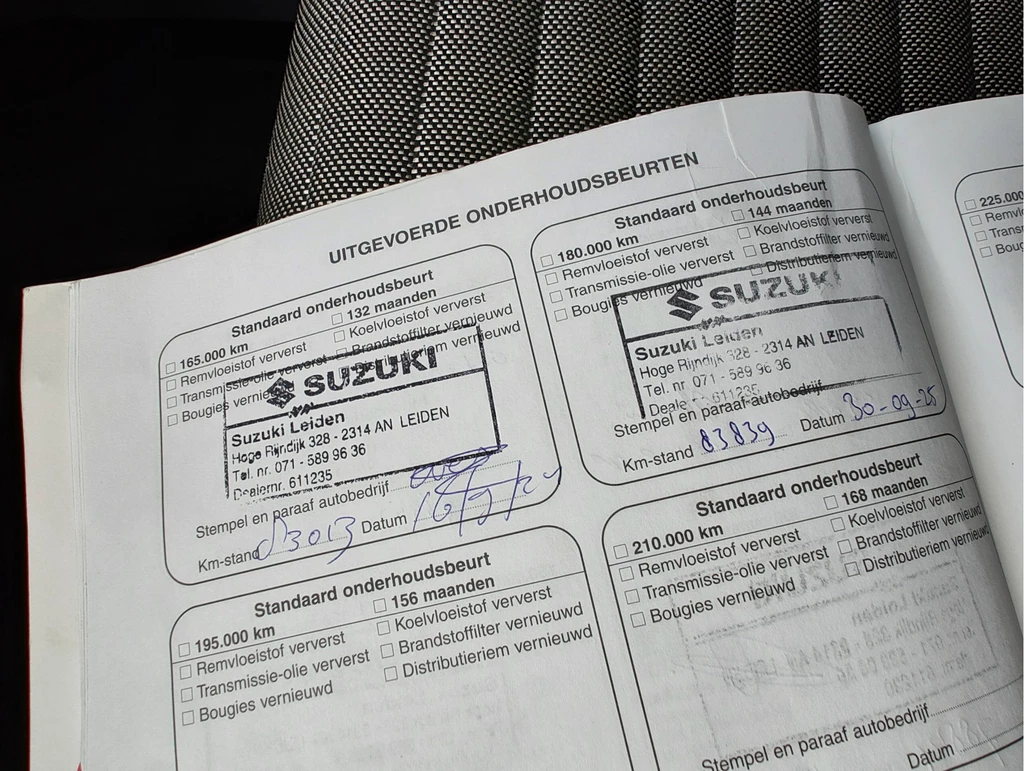 UITGEVOERDE ONDERHOUDSBEURTEN
Standaard onderhoudsbeurt
165.000 km 132 maanden
Remvloeistof ververst Koelvloeistof ververst
Transmissie-olie ververst Brandstoffilter vernieuwd
Bougies Distributieriem vernieuwd
SUZUKI
Suzuki Leiden
Hoge Rijndijk 328 - 2314 AN LEIDEN
Tel. nr. 071 - 589 96 36
Dealernr. 611235
Stempel en paraaf autobedrijf
Km-stand 83013 Datum
Standaard onderhoudsbeurt
180.000 km 144 maanden
Remvloeistof ververst Koelvloeistof ververst
Transmissie-olie ververst Brandstoffilter vernieuwd
Bougies vernieuwd Distributieriem vernieuwd
SUZUKI
Suzuki Leiden
Hoge Rijndijk 328 - 2314 AN LEIDEN
Tel. nr. 071 - 589 96 36
611235
Stempel en paraaf autobedrijf
Km-stand 83839 Datum 30-09-25
Standaard onderhoudsbeurt
195.000 km 156 maanden
Remvloeistof ververst Koelvloeistof ververst
Transmissie-olie ververst Brandstoffilter vernieuwd
Bougies vernieuwd Distributieriem vernieuwd
Standaard onderhoudsbeurt
210.000 km 168 maanden
Remvloeistof ververst Koelvloeistof ververst
Transmissie-olie ververst Brandstoffilter vernieuwd
Bougies vernieuwd Distributieriem vernieuwd
Stempel en paraaf autobedrijf
Datum
225.000